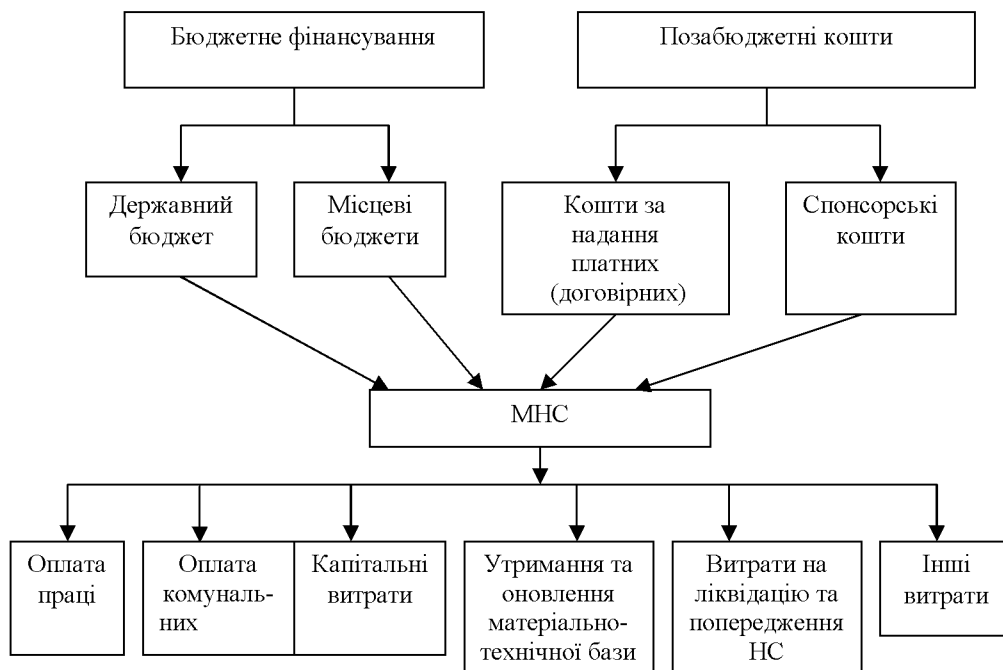 Бюджетне фінансування
Позабюджетні кошти
Державний
бюджет
Місцеві
бюджети
Кошти за
надання
платних
(договірних)
Спонсорські
кошти
МНС
Оплата
праці
Оплата
комуналь-
них
Капітальні
витрати
Утримання та
оновлення
матеріально-
технічної бази
Витрати на
ліквідацію та
попередження
НС
Інші
витрати